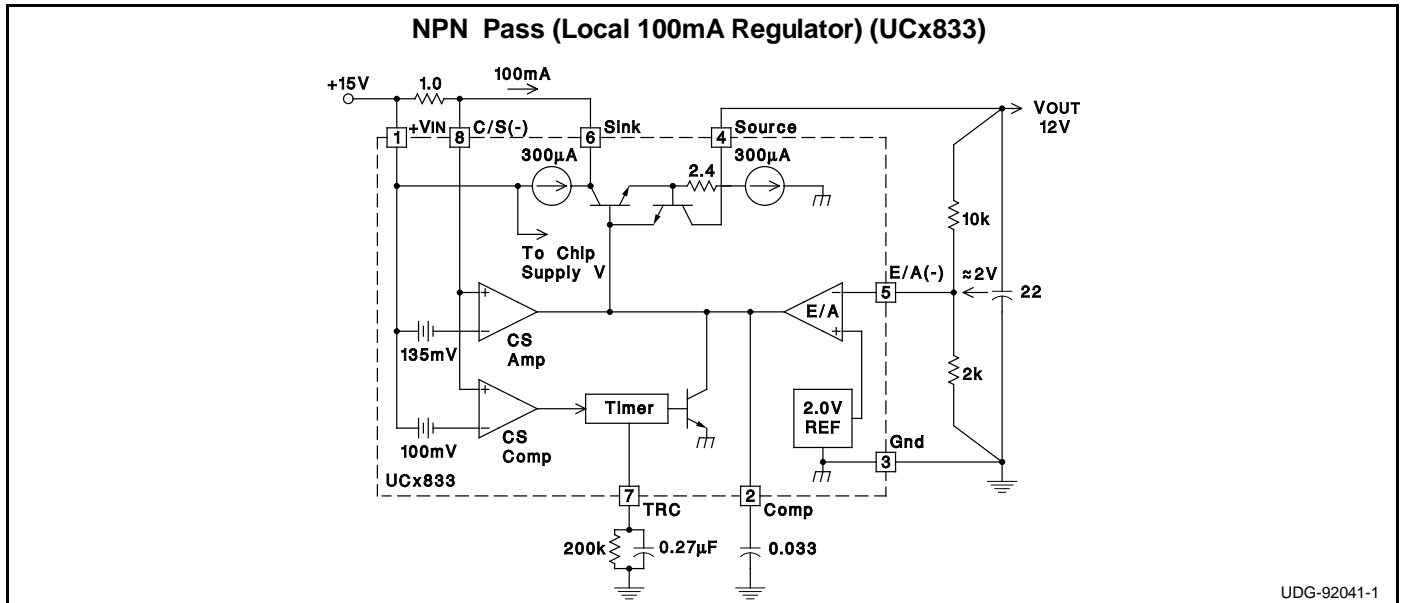 NPN Pass (Local 100mA Regulator) (UCx833)
+15V
1.0
100mA
VOUT
12V
1
+VIN
8
C/S(-)
6
Sink
4
Source
300µA
2.4
300µA
To Chip
Supply V
10k
E/A(-)
≈2V
5
22
+
-
135mV
CS
Amp
-
E/A
+
2k
+
-
100mV
CS
Comp
Timer
2.0V
REF
Gnd
3
UCx833
7
TRC
2
Comp
200k
0.27µF
0.033
UDG-92041-1